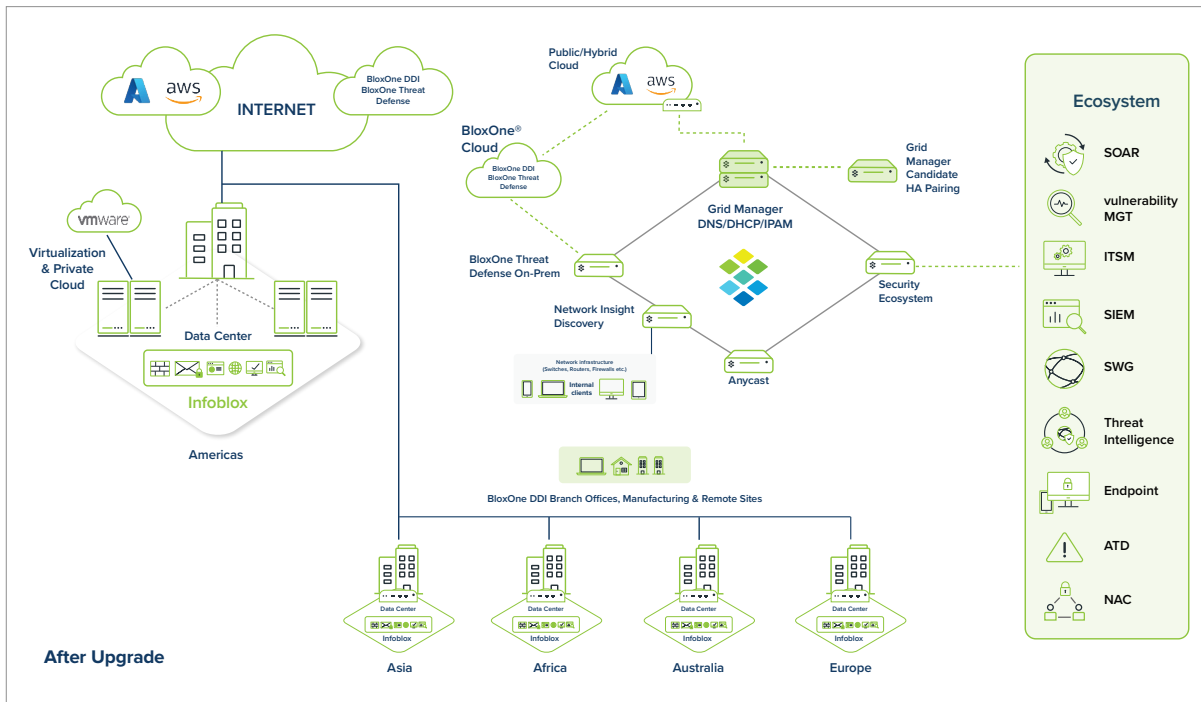 aws
INTERNET
BloxOne DDI
BloxOne Threat
Defense
vmware®
Virtualization
& Private
Cloud
Data Center
Infoblox
Americas
Public/Hybrid
Cloud
aws
BloxOne®
Cloud
BloxOne DDI
BloxOne Threat
Defense
Grid
Manager
Candidate
HA Pairing
Grid Manager
DNS/DHCP/IPAM
BloxOne Threat
Defense On-Prem
Security
Ecosystem
Network Insight
Discovery
Anycast
Network infrastructure
(Switches, Routers, Firewalls etc.)
Internal
clients
BloxOne DDI Branch Offices, Manufacturing & Remote Sites
Data Center
Infoblox
Asia
Data Center
Infoblox
Africa
Data Center
Infoblox
Australia
Data Center
Infoblox
Europe
After Upgrade
Ecosystem
SOAR
vulnerability
MGT
ITSM
SIEM
SWG
Threat
Intelligence
Endpoint
ATD
NAC